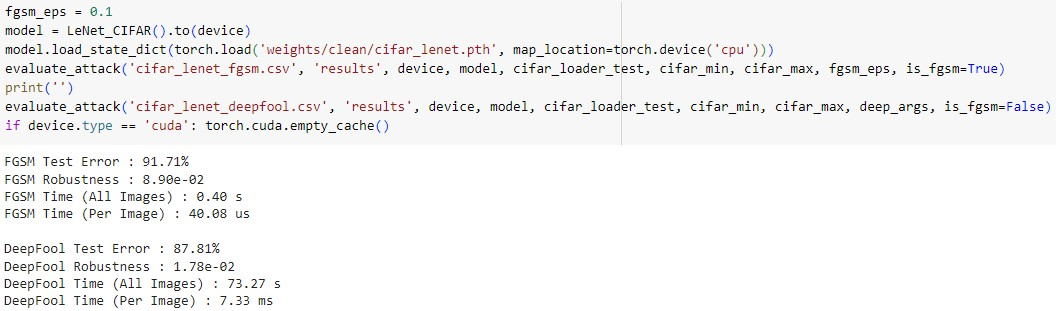 fgsm_eps = 0.1
model = LeNet_CIFAR().to(device)
model.load_state_dict(torch.load('weights/clean/cifar_lenet.pth', map_location=torch.device('cpu')))
evaluate_attack('cifar_lenet_fgsm.csv', 'results', device, model, cifar_loader_test, cifar_min, cifar_max, fgsm_eps, is_fgsm=True)
print('')
evaluate_attack('cifar_lenet_deepfool.csv', 'results', device, model, cifar_loader_test, cifar_min, cifar_max, deep_args, is_fgsm=False)
if device.type == 'cuda': torch.cuda.empty_cache()
FGSM Test Error : 91.71%
FGSM Robustness : 8.90e-02
FGSM Time (All Images) : 0.40 s
FGSM Time (Per Image) : 40.08 us
DeepFool Test Error : 87.81%
DeepFool Robustness : 1.78e-02
DeepFool Time (All Images) : 73.27 s
DeepFool Time (Per Image) : 7.33 ms